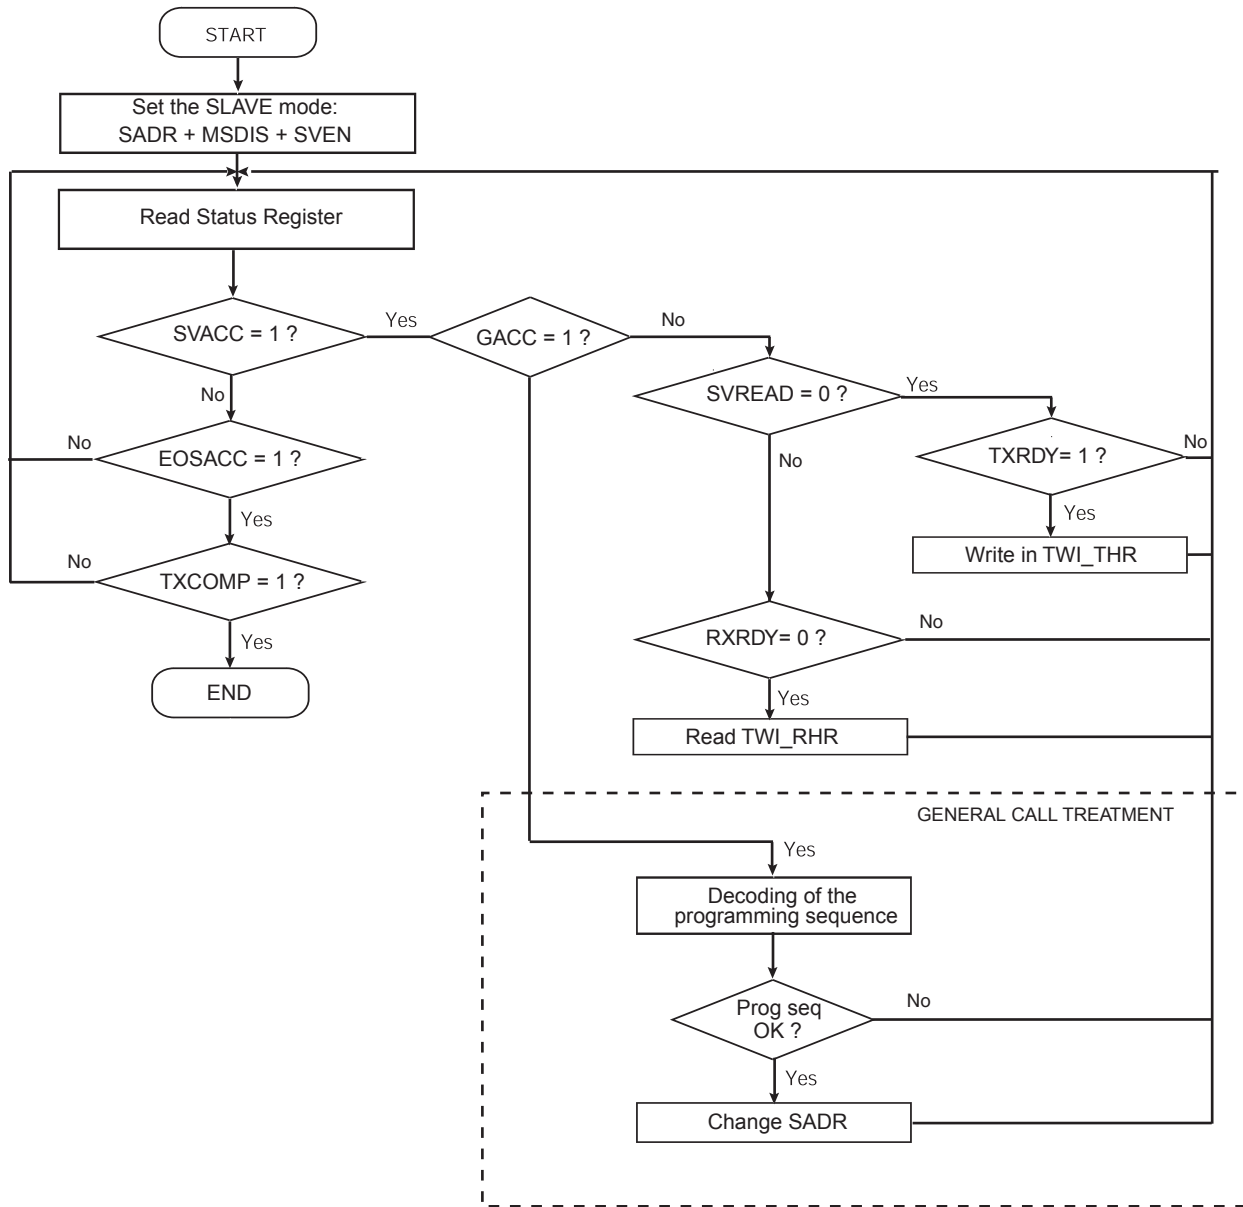 START
Set the SLAVE mode:
SADR + MSDIS + SVEN
Read Status Register
SVACC = 1 ?
Yes
GACC = 1 ?
No
SVREAD = 0 ?
Yes
No
No
EOSACC = 1 ?
No
TXRDY= 1 ?
No
Yes
Yes
No
TXCOMP = 1 ?
Write in TWI_THR
Yes
RXRDY= 0 ?
No
END
Yes
Read TWI_RHR
GENERAL CALL TREATMENT
Yes
Decoding of the
programming sequence
Prog seq
OK ?
No
Yes
Change SADR